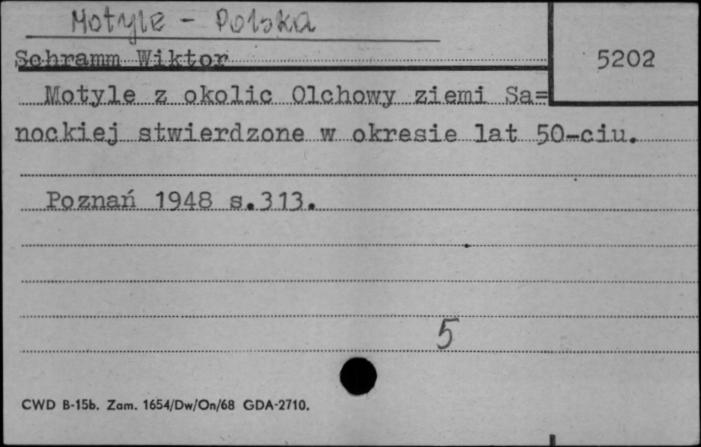 Motyle - Polska
Schramm Wiktor
5202
Motyle z okolic Olchowy ziemi Sa=
nockiej stwierdzone w okresie lat 50-ciu.
Poznań 1948 s.313.
5
CWD B-15b. Zam. 1654/Dw/On/68 GDA-2710.